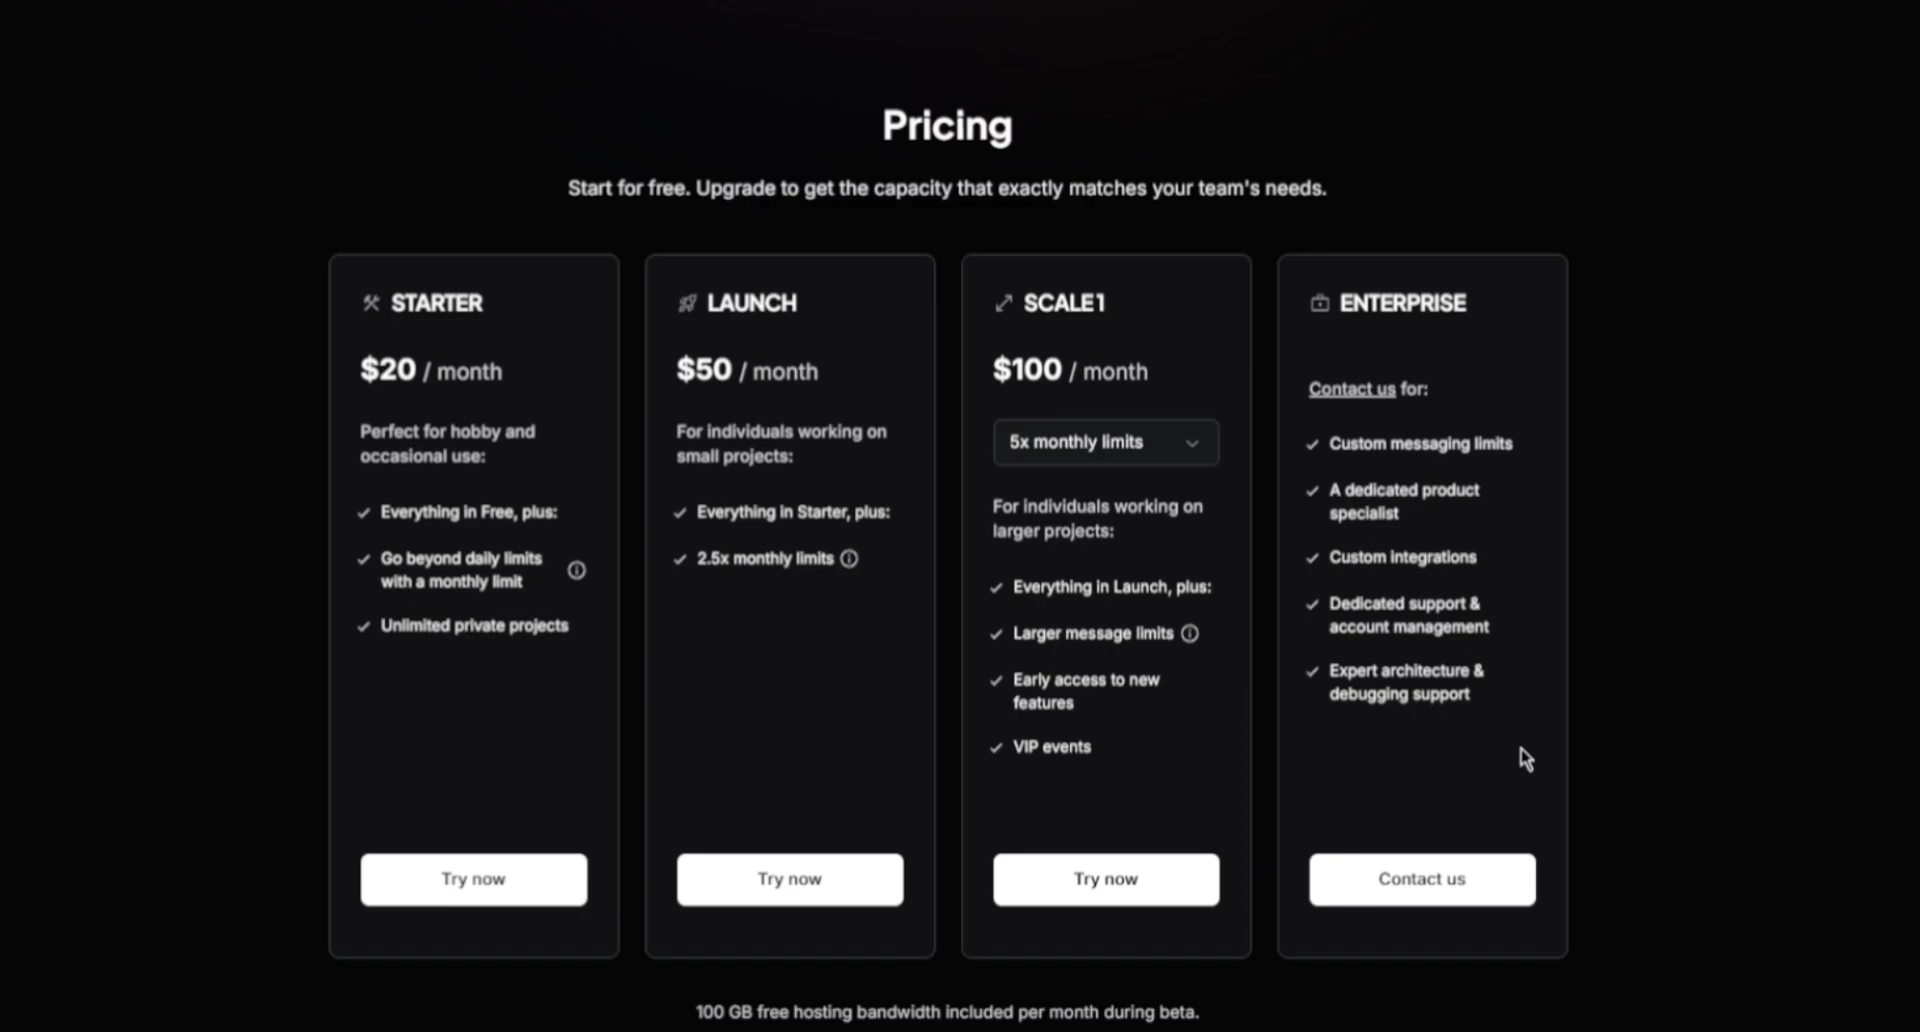 Pricing
Start for free. Upgrade to get the capacity that exactly matches your team's needs.
STARTER
$20 / month
Perfect for hobby and
occasional use:
Everything in Free, plus:
Go beyond daily limits
with a monthly limit
Unlimited private projects
Try now
LAUNCH
$50 / month
For individuals working on
small projects:
Everything in Starter, plus:
2.5x monthly limits
Try now
SCALE 1
$100 / month
5x monthly limits
For individuals working on
larger projects:
Everything in Launch, plus:
Larger message limits
Early access to new
features
VIP events
Try now
ENTERPRISE
Contact us for:
Custom messaging limits
A dedicated product
specialist
Custom integrations
Dedicated support &
account management
Expert architecture &
debugging support
Contact us
100 GB free hosting bandwidth included per month during beta.